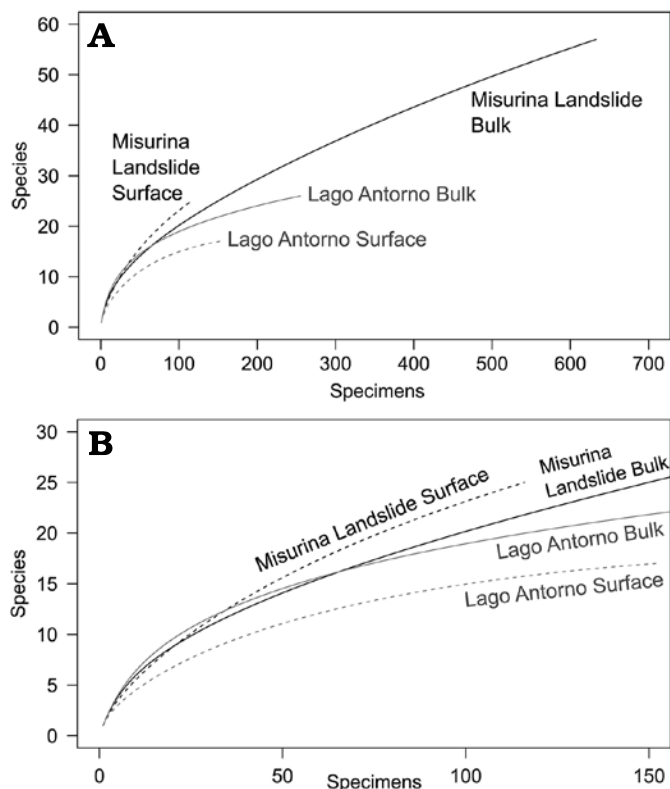 A
60
50
40
30
20
10
0
Species
Misurina
Landslide
Surface
Misurina Landslide
Bulk
Lago Antorno Bulk
Lago Antorno Surface
0 100 200 300 400 500 600 700
Specimens
B
30
25
20
15
10
5
0
Species
Misurina Landslide Surface
Misurina
Landslide Bulk
Lago Antorno Bulk
Lago Antorno Surface
0 50 100 150
Specimens